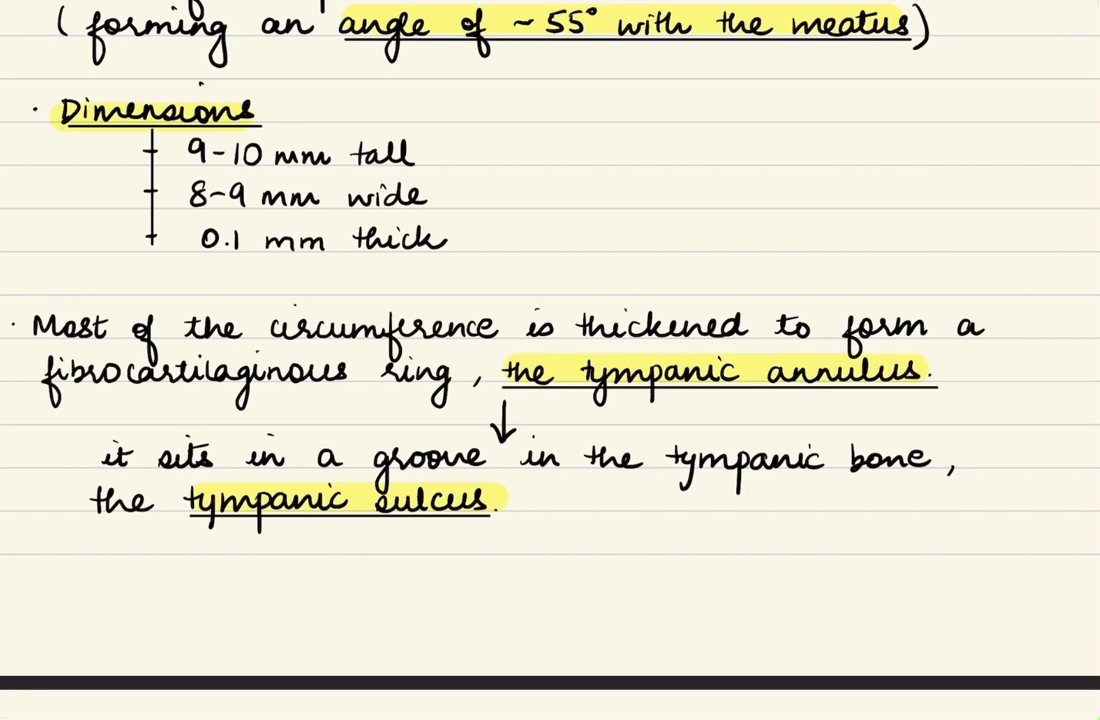 (forming an angle of ~55° with the meatus)
· Dimensions
9-10 mm tall
8-9 mm wide
0.1 mm thick
· Most of the circumference is thickened to form a
fibrocartilaginous ring, the tympanic annulus.
↓
it sits in a groove in the tympanic bone,
the tympanic sulcus.